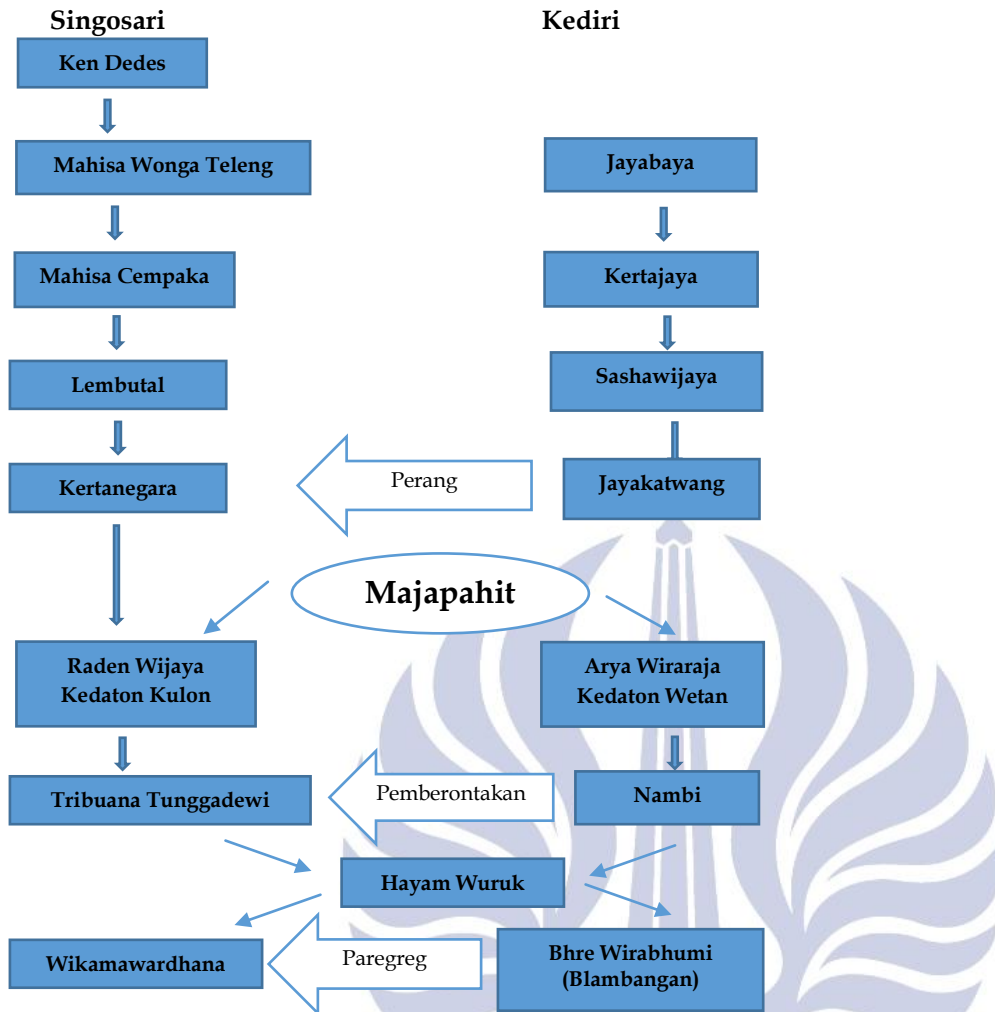 Singosari
Kediri
Ken Dedes
Mahisa Wonga Teleng
Jayabaya
Mahisa Cempaka
Kertajaya
Lembutal
Sashawijaya
Kertanegara
Perang
Jayakatwang
Majapahit
Raden Wijaya
Kedaton Kulon
Arya Wiraraja
Kedaton Wetan
Tribuana Tunggadewi
Pemberontakan
Nambi
Hayam Wuruk
Wikamawardhana
Paregreg
Bhre Wirabhumi
(Blambangan)